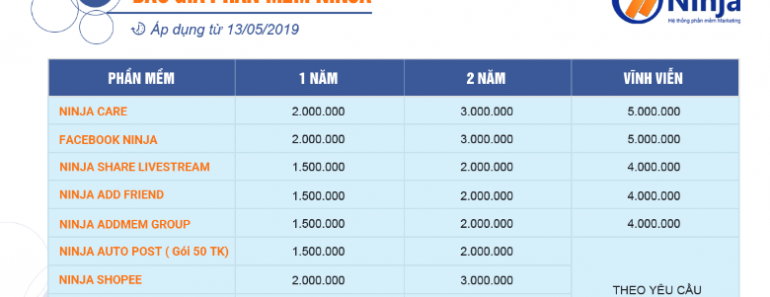 BÁO GIÁ PHẦN MỀM NINJA
Áp dụng từ 13/05/2019
Ninja
Hệ thống phần mềm Marketing
PHẦN MỀM 1 NĂM 2 NĂM VĨNH VIỄN
NINJA CARE 2.000.000 3.000.000 5.000.000
FACEBOOK NINJA 2.000.000 3.000.000 5.000.000
NINJA SHARE LIVESTREAM 1.500.000 2.000.000 4.000.000
NINJA ADD FRIEND 1.500.000 2.000.000 4.000.000
NINJA ADDMEM GROUP 1.500.000 2.000.000 4.000.000
NINJA AUTO POST ( Gói 50 TK) 1.500.000 2.000.000
NINJA SHOPEE 2.000.000 3.000.000
THEO YÊU CẦU